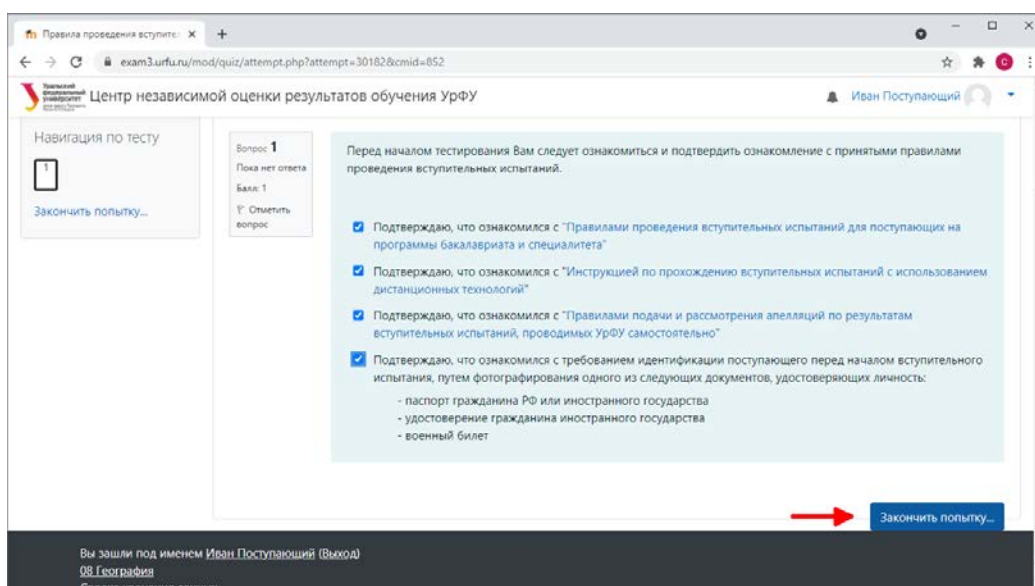 Правила проведения вступите
exam3.urfu.ru/mod/quiz/attempt.php?attempt=30182&cmid=852
C
Уральский
федеральный
университет
Центр независимой оценки результатов обучения УрФУ
Иван Поступающий
Навигация по тесту
1
Закончить попытку...
Вопрос 1
Пока нет ответа
Балл: 1
Отметить
вопрос
Перед началом тестирования Вам следует ознакомиться и подтвердить ознакомление с принятыми правилами
проведения вступительных испытаний.
Подтверждаю, что ознакомился с "Правилами проведения вступительных испытаний для поступающих на
программы бакалавриата и специалитета"
Подтверждаю, что ознакомился с "Инструкцией по прохождению вступительных испытаний с использованием
дистанционных технологий"
Подтверждаю, что ознакомился с "Правилами подачи и рассмотрения апелляций по результатам
вступительных испытаний, проводимых УрФУ самостоятельно"
Подтверждаю, что ознакомился с требованием идентификации поступающего перед началом вступительного
испытания, путем фотографирования одного из следующих документов, удостоверяющих личность:
- паспорт гражданина РФ или иностранного государства
- удостоверение гражданина иностранного государства
- военный билет
Закончить попытку...
Вы зашли под именем Иван Поступающий (Выход)
08 География